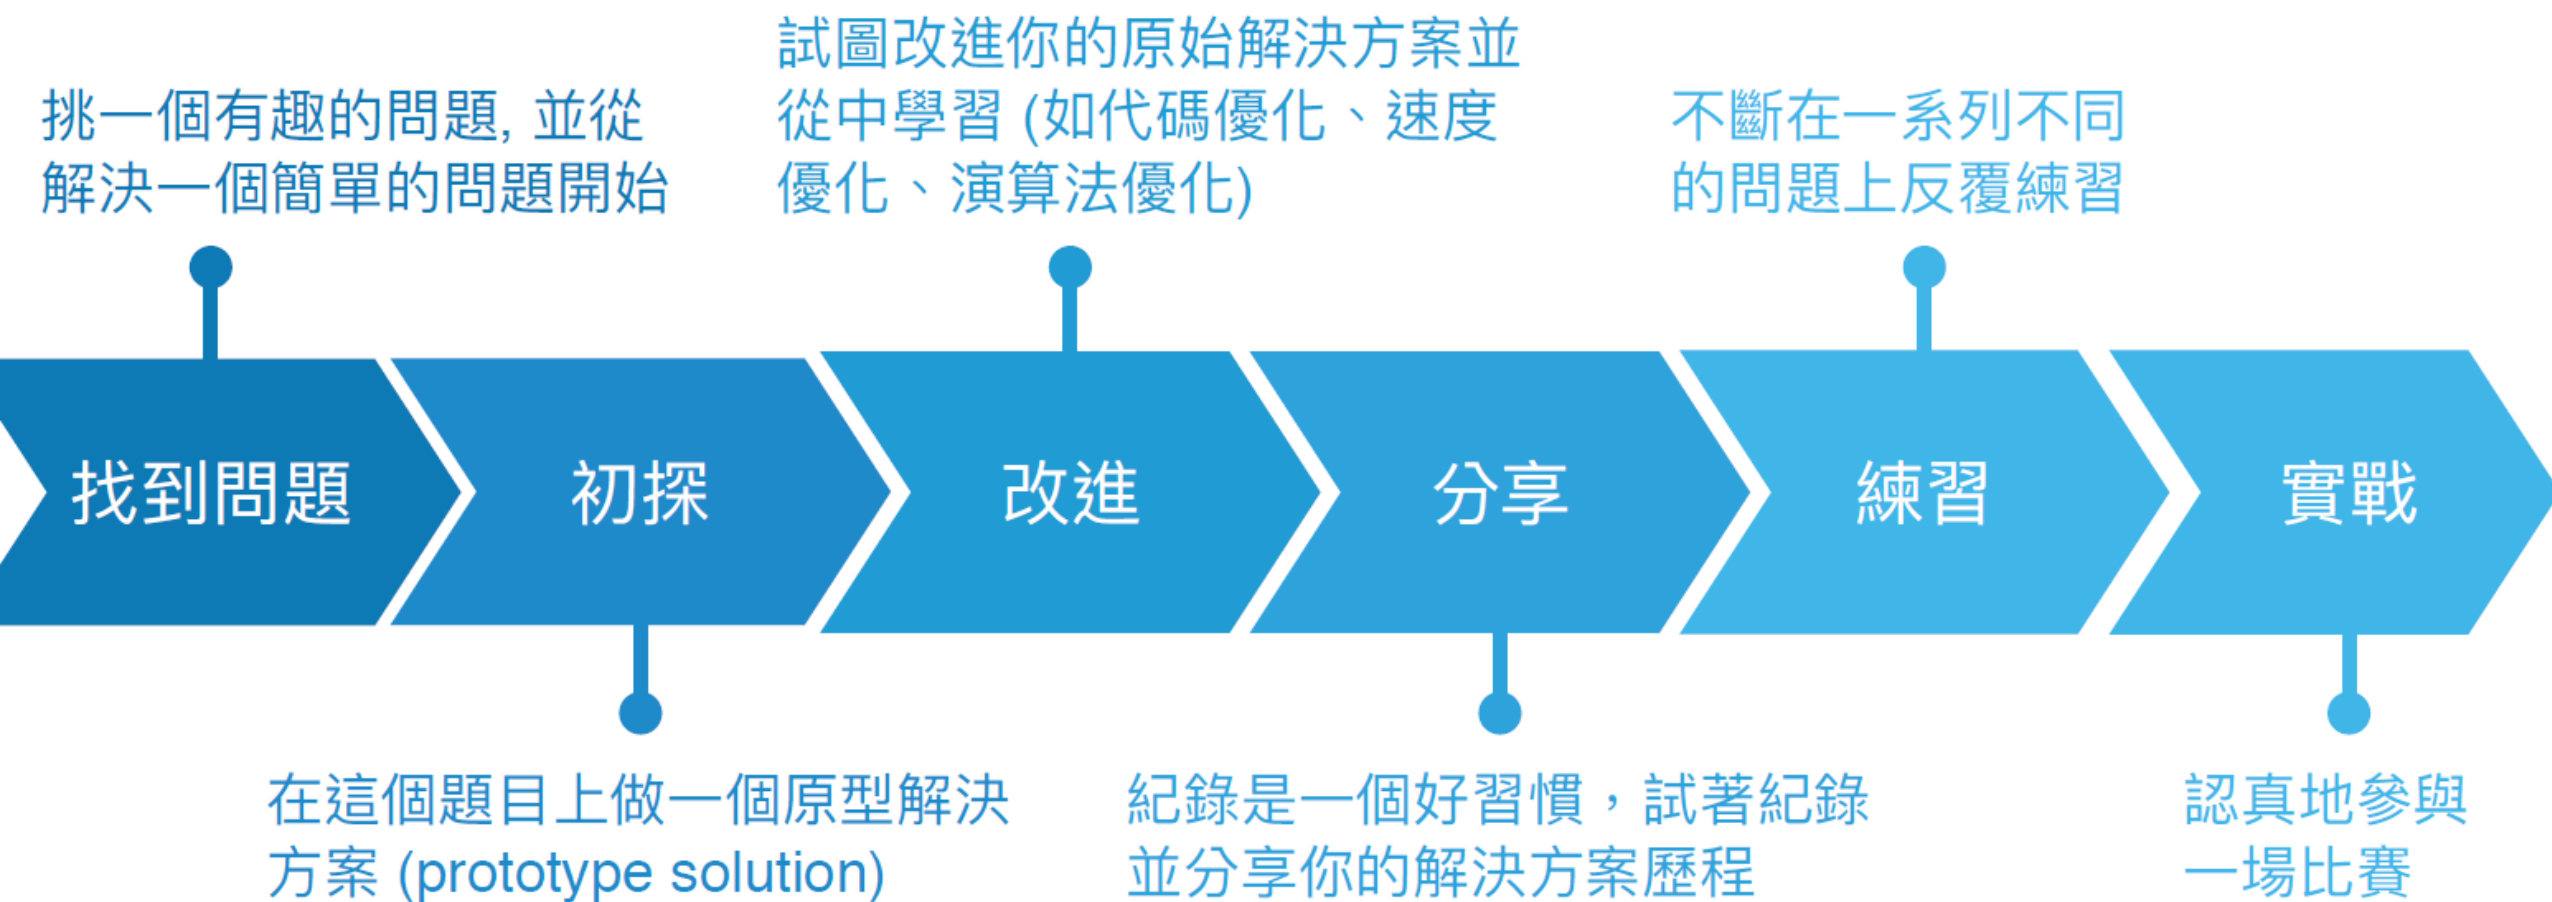 挑一個有趣的問題, 並從
解決一個簡單的問題開始
試圖改進你的原始解決方案並
從中學習 (如代碼優化、速度
優化、演算法優化)
不斷在一系列不同
的問題上反覆練習
找到問題
初探
改進
分享
練習
實戰
在這個題目上做一個原型解決
方案 (prototype solution)
紀錄是一個好習慣，試著紀錄
並分享你的解決方案歷程
認真地參與
一場比賽